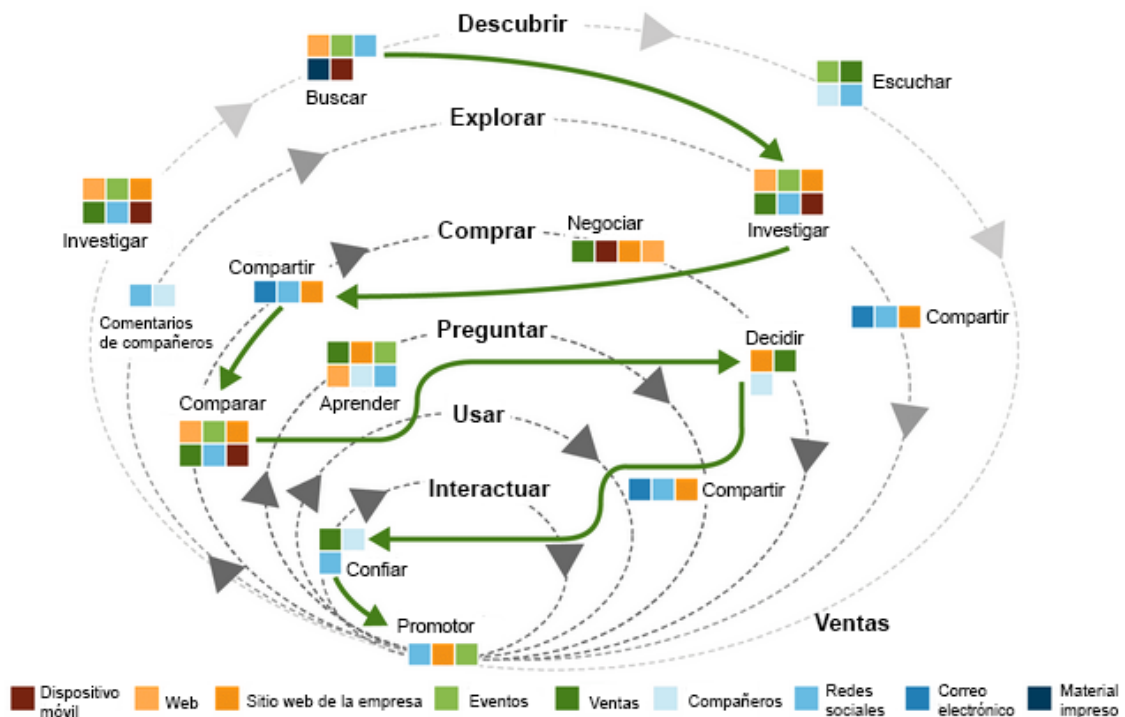 Descubrir
Buscar
Escuchar
Explorar
Investigar
Investigar
Negociar
Comprar
Compartir
Comentarios
de compañeros
Compartir
Preguntar
Decidir
Comparar
Aprender
Usar
Interactuar
Compartir
Confiar
Promotor
Ventas
Dispositivo
móvil
Web
Sitio web de la empresa
Eventos
Ventas
Compañeros
Redes
sociales
Correo
electrónico
Material
impreso